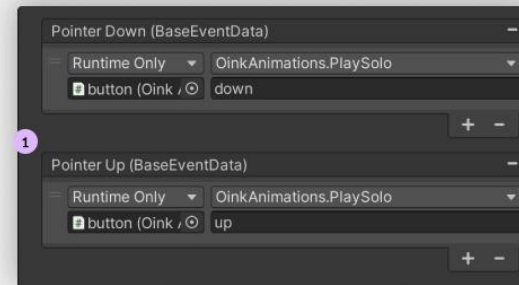 Pointer Down (BaseEventData)
Runtime Only OinkAnimations.PlaySolo
button (Oink down
1
Pointer Up (BaseEventData)
Runtime Only OinkAnimations.PlaySolo
button (Oink up